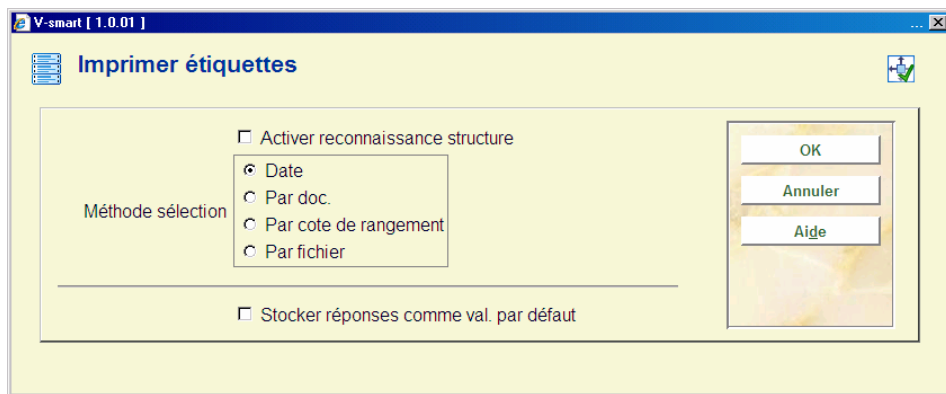 V-smart [ 1.0.01 ] ...
Imprimer étiquettes
Activer reconnaissance structure
Méthode sélection
Date
Par doc.
Par cote de rangement
Par fichier
Stocker réponses comme val. par défaut
OK
Annuler
Aide